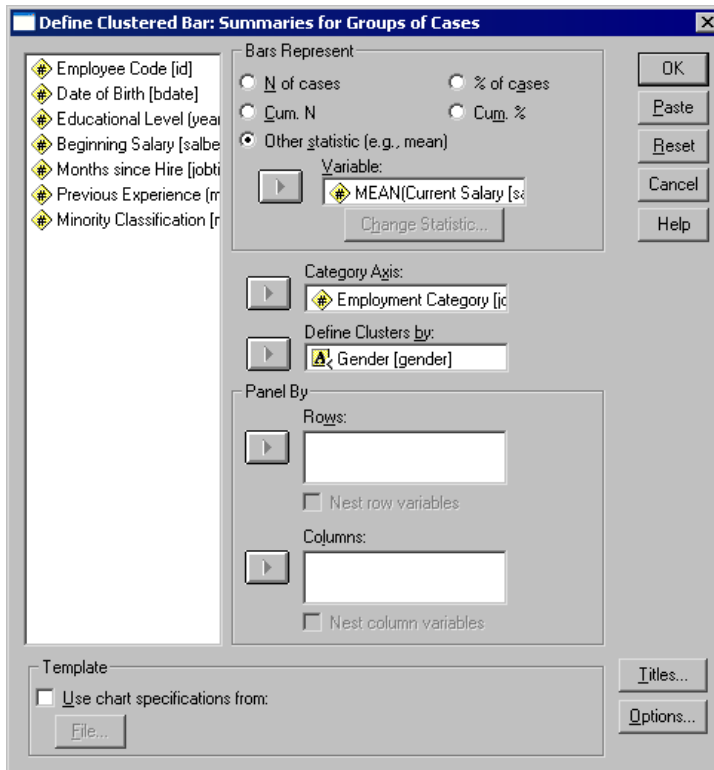 Define Clustered Bar: Summaries for Groups of Cases
Employee Code [id]
Date of Birth [bdate]
Educational Level (year
Beginning Salary [salbe
Months since Hire [jobti
Previous Experience (m
Minority Classification [r
Bars Represent
N of cases
% of cases
Cum. N
Cum. %
Other statistic (e.g., mean)
Variable:
MEAN(Current Salary [sa
Change Statistic...
Category Axis:
Employment Category [jo
Define Clusters by:
Gender [gender]
Panel By
Rows:
Nest row variables
Columns:
Nest column variables
OK
Paste
Reset
Cancel
Help
Template
Use chart specifications from:
File...
Titles...
Options...